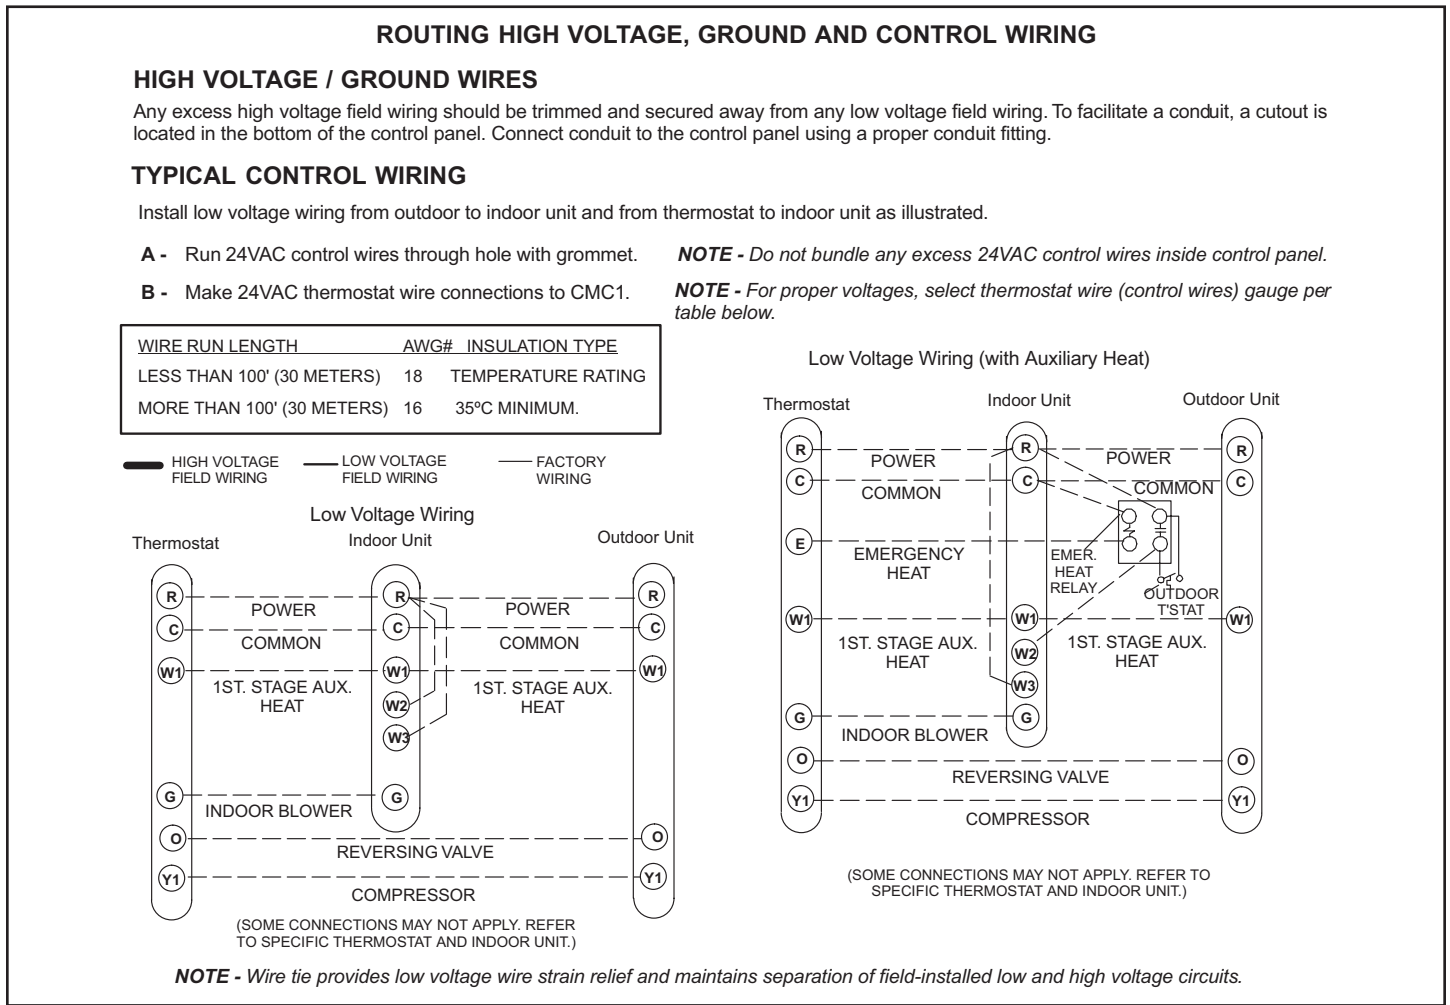 ROUTING HIGH VOLTAGE, GROUND AND CONTROL WIRING
HIGH VOLTAGE / GROUND WIRES
Any excess high voltage field wiring should be trimmed and secured away from any low voltage field wiring. To facilitate a conduit, a cutout is
located in the bottom of the control panel. Connect conduit to the control panel using a proper conduit fitting.
TYPICAL CONTROL WIRING
Install low voltage wiring from outdoor to indoor unit and from thermostat to indoor unit as illustrated.
A - Run 24VAC control wires through hole with grommet.
B - Make 24VAC thermostat wire connections to CMC1.
NOTE - Do not bundle any excess 24VAC control wires inside control panel.
NOTE - For proper voltages, select thermostat wire (control wires) gauge per
table below.
WIRE RUN LENGTH AWG# INSULATION TYPE
LESS THAN 100' (30 METERS) 18 TEMPERATURE RATING
MORE THAN 100' (30 METERS) 16 35ºC MINIMUM.
HIGH VOLTAGE
FIELD WIRING
LOW VOLTAGE
FIELD WIRING
FACTORY
WIRING
Low Voltage Wiring
Thermostat Indoor Unit Outdoor Unit
R R R
POWER POWER
C C C
COMMON COMMON
W1 W1 W1
1ST. STAGE AUX.
HEAT
1ST. STAGE AUX.
HEAT
W2
W3
G G
INDOOR BLOWER
O O
REVERSING VALVE
Y1 Y1
COMPRESSOR
(SOME CONNECTIONS MAY NOT APPLY. REFER
TO SPECIFIC THERMOSTAT AND INDOOR UNIT.)
Low Voltage Wiring (with Auxiliary Heat)
Thermostat Indoor Unit Outdoor Unit
R R R
POWER POWER
C C C
COMMON COMMON
E
EMERGENCY
HEAT
EMER.
HEAT
RELAY
OUTDOOR
T'STAT
W1 W1 W1
1ST. STAGE AUX.
HEAT
1ST. STAGE AUX.
HEAT
W2
W3
G G
INDOOR BLOWER
O O
REVERSING VALVE
Y1 Y1
COMPRESSOR
(SOME CONNECTIONS MAY NOT APPLY. REFER TO
SPECIFIC THERMOSTAT AND INDOOR UNIT.)
NOTE - Wire tie provides low voltage wire strain relief and maintains separation of field-installed low and high voltage circuits.